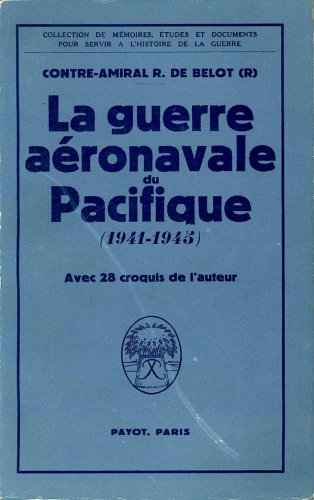 COLLECTION DE MÉMOIRES, ÉTUDES ET DOCUMENTS
POUR SERVIR A L'HISTOIRE DE LA GUERRE
CONTRE-AMIRAL R. DE BELOT (R)
La guerre
aéronavale
du
Pacifique
(1941-1945)
Avec 28 croquis de l'auteur
PAYOT, PARIS